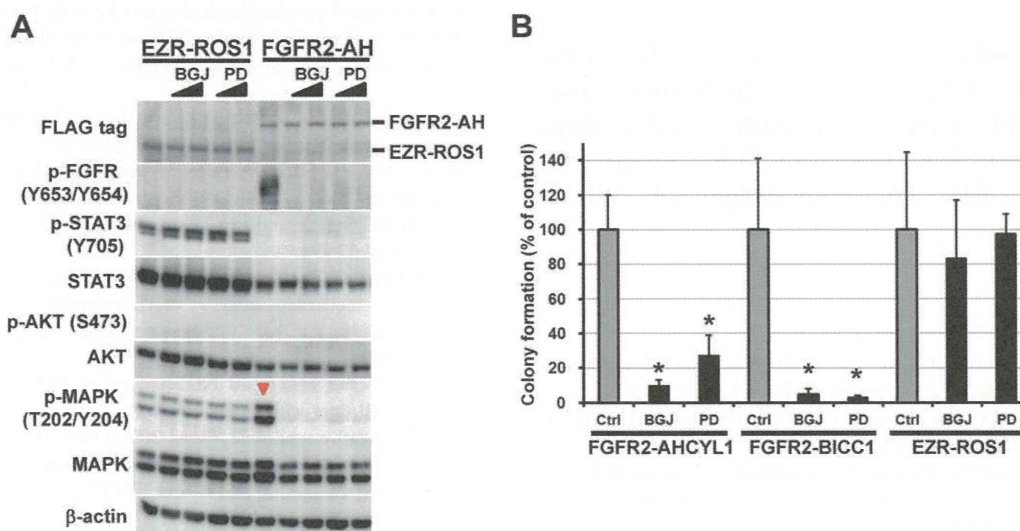 A
EZR-ROS1 FGFR2-AH
BGJ PD BGJ PD
FLAG tag
FGFR2-AH
EZR-ROS1
p-FGFR
(Y653/Y654)
p-STAT3
(Y705)
STAT3
p-AKT (S473)
AKT
p-MAPK
(T202/Y204)
MAPK
β-actin
B
Colony formation (% of control)
140
120
100
80
60
40
20
0
* * * *
Ctrl BGJ PD Ctrl BGJ PD Ctrl BGJ PD
FGFR2-AHCYL1 FGFR2-BICC1 EZR-ROS1